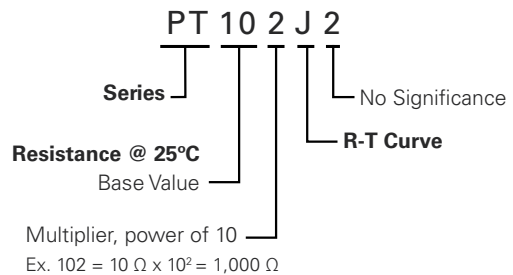 PT 10 2 J 2
Series
No Significance
R-T Curve
Resistance @ 25ºC
Base Value
Multiplier, power of 10
Ex. 102 = 10 Ω x 10² = 1,000 Ω